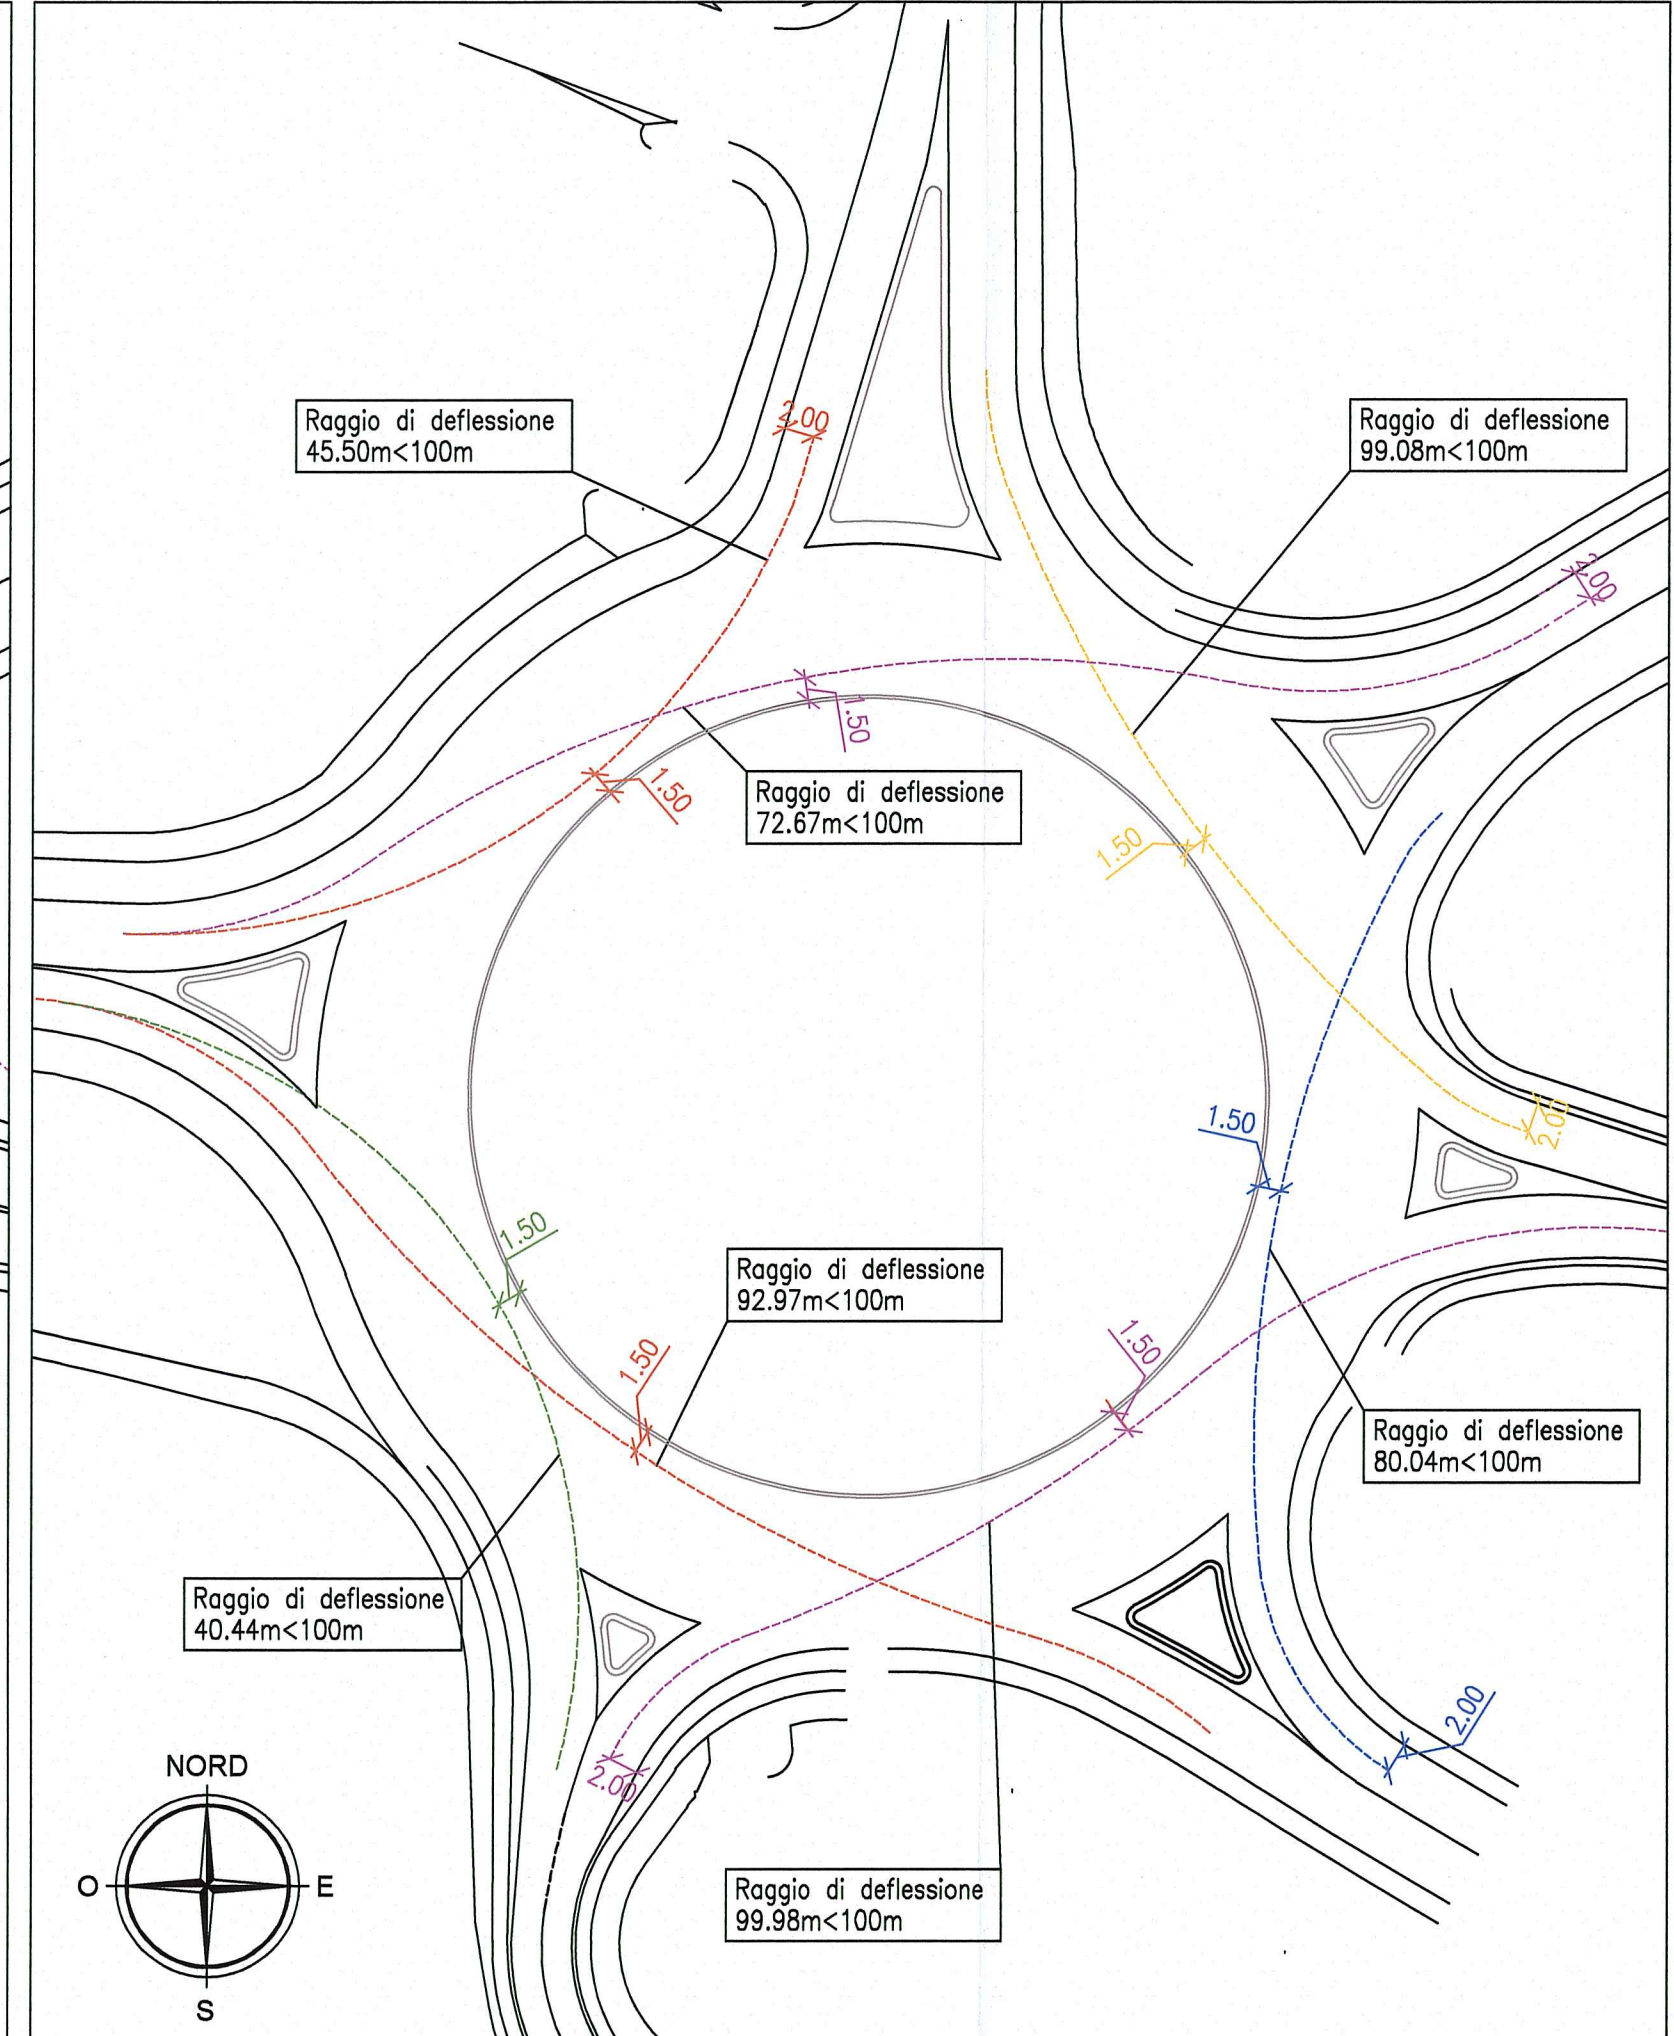 2.00
Raggio di deflessione
45.50m<100m
Raggio di deflessione
99.08m<100m
2.00
1.50
1.50
Raggio di deflessione
72.67m<100m
1.50
2.00
1.50
1.50
Raggio di deflessione
92.97m<100m
1.50
1.50
Raggio di deflessione
80.04m<100m
Raggio di deflessione
40.44m<100m
2.00
2.00
NORD
O
E
S
Raggio di deflessione
99.98m<100m